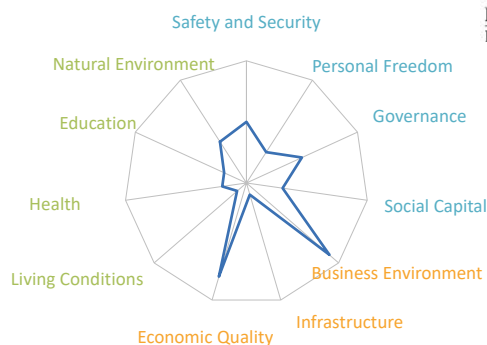 Safety and Security
Natural Environment
Personal Freedom
Education
Governance
Health
Social Capital
Living Conditions
Business Environment
Economic Quality
Infrastructure